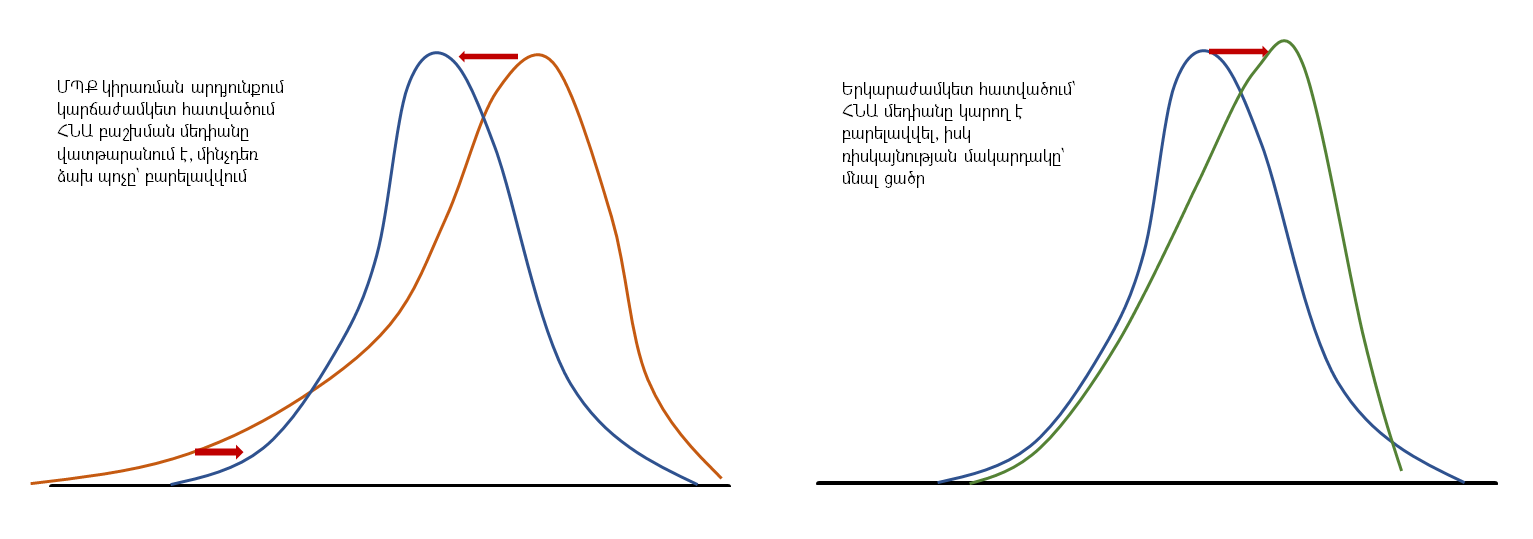 ՄՊՔ կիրառման արդյունքում
կարճաժամկետ հատվածում
ՀՆԱ բաշխման մեդիանը
վատթարանում է, մինչդեռ
ձախ պոչը՝ բարելավվում
Երկարաժամկետ հատվածում՝
ՀՆԱ մեդիանը կարող է
բարելավվել, իսկ
ռիսկայնության մակարդակը՝
մնալ ցածր